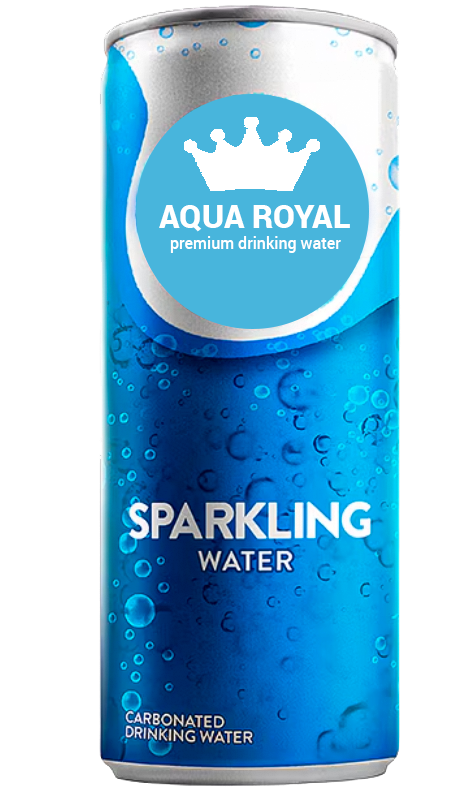 AQUA ROYAL
premium drinking water
SPARKLING
WATER
CARBONATED
DRINKING WATER